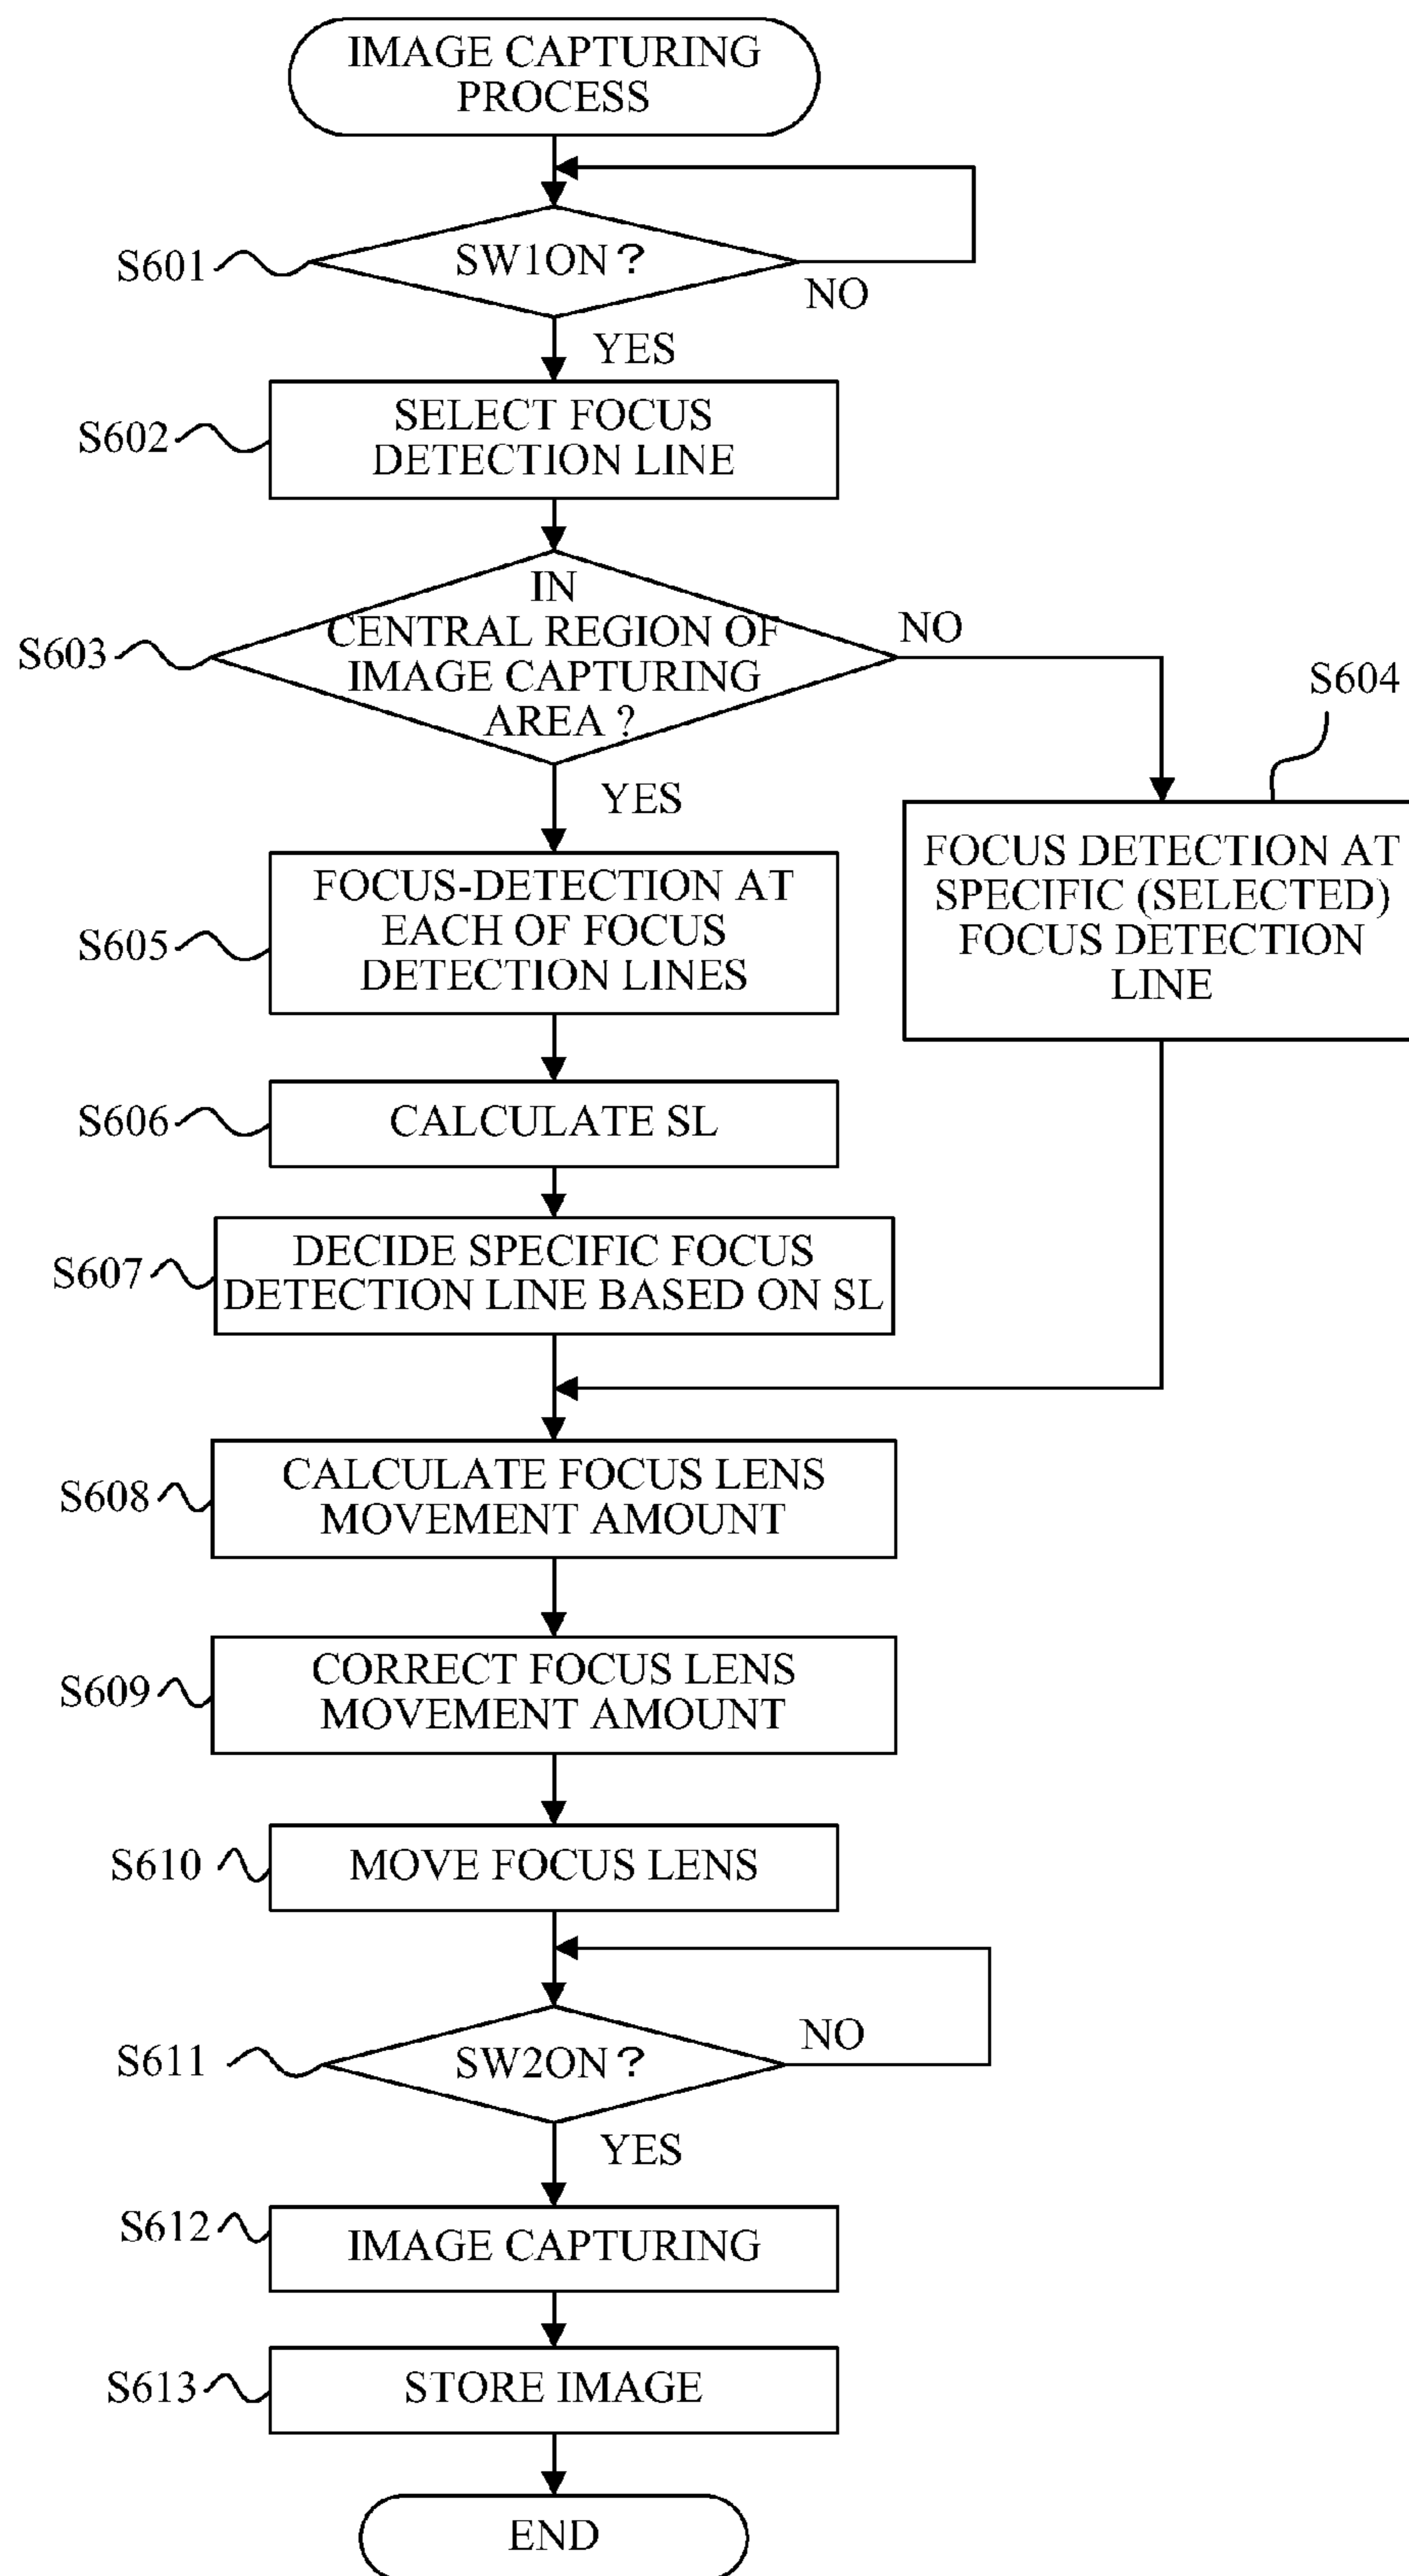 IMAGE CAPTURING
PROCESS
S601
SW1ON?
NO
YES
S602
SELECT FOCUS
DETECTION LINE
S603
IN
CENTRAL REGION OF
IMAGE CAPTURING
AREA?
NO
YES
S604
FOCUS DETECTION AT
SPECIFIC (SELECTED)
FOCUS DETECTION
LINE
S605
FOCUS-DETECTION AT
EACH OF FOCUS
DETECTION LINES
S606
CALCULATE SL
S607
DECIDE SPECIFIC FOCUS
DETECTION LINE BASED ON SL
S608
CALCULATE FOCUS LENS
MOVEMENT AMOUNT
S609
CORRECT FOCUS LENS
MOVEMENT AMOUNT
S610
MOVE FOCUS LENS
S611
SW2ON?
NO
YES
S612
IMAGE CAPTURING
S613
STORE IMAGE
END